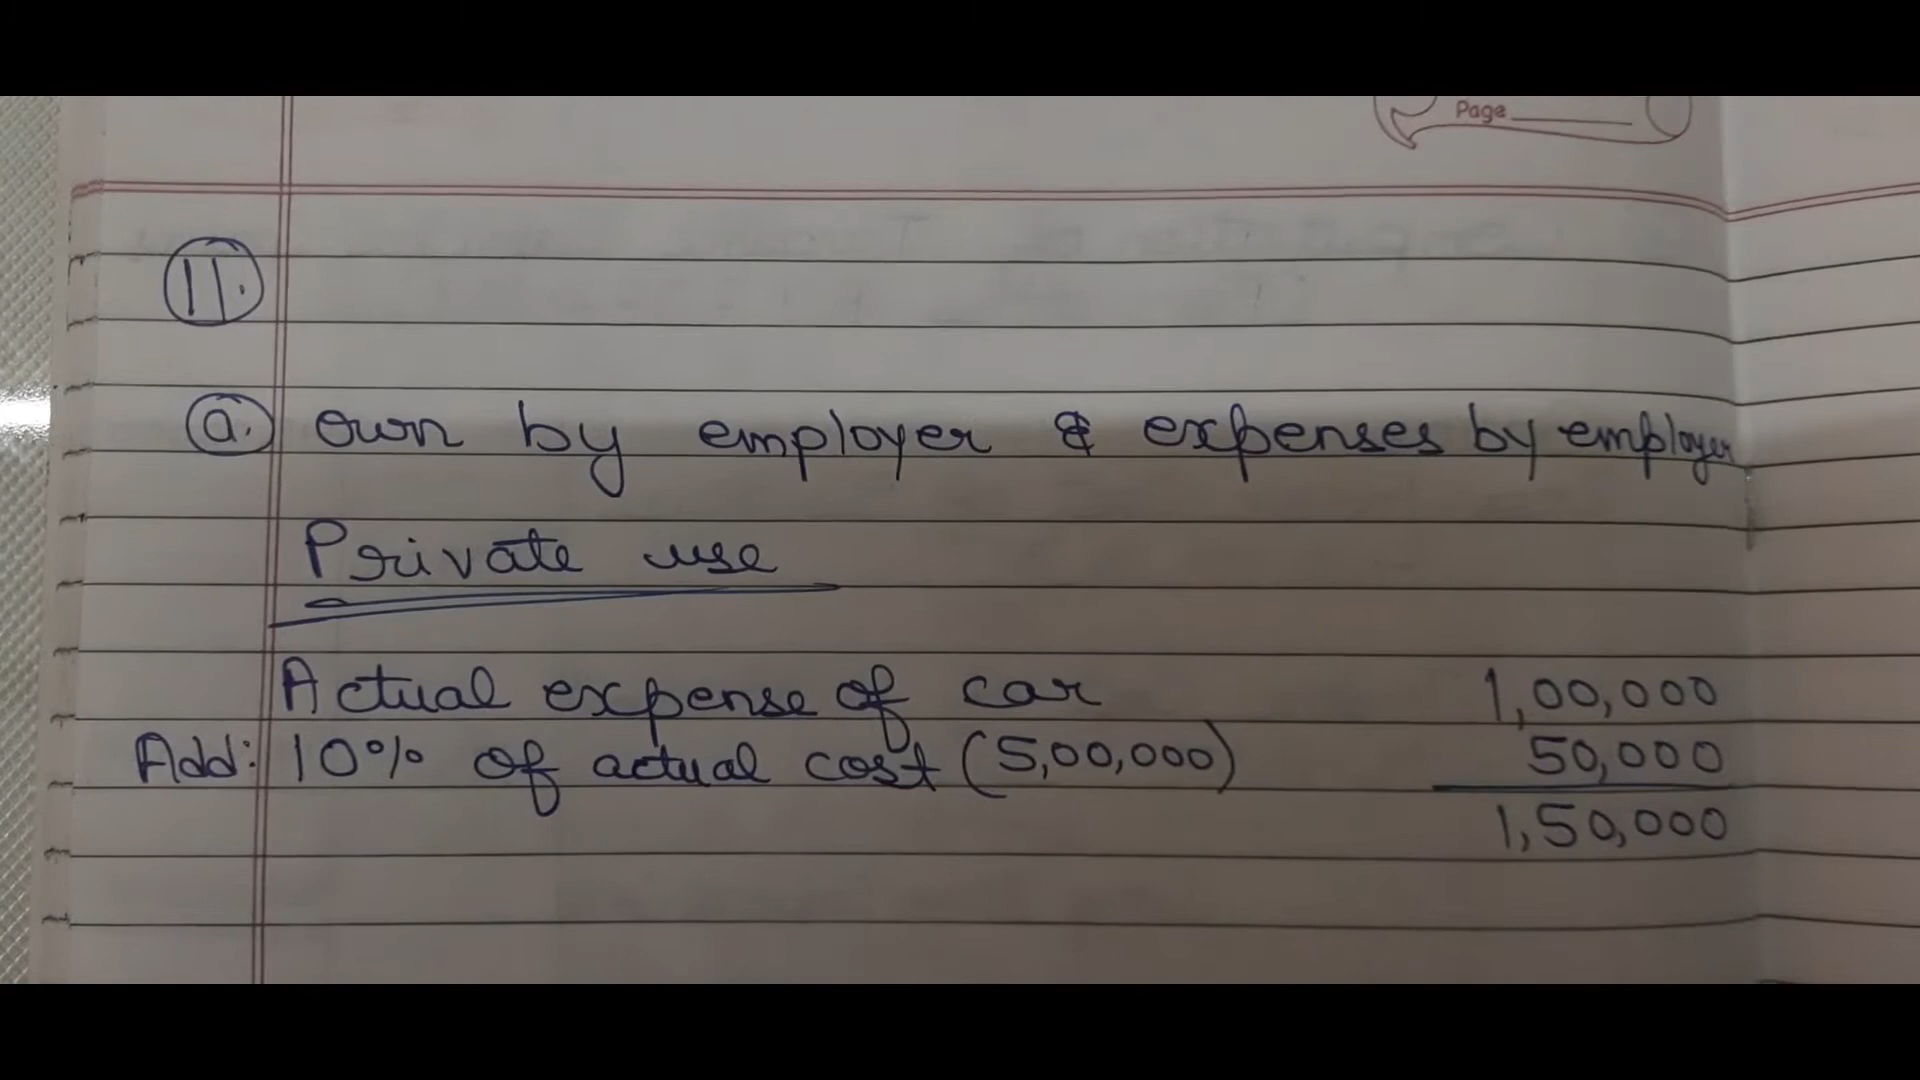 Page
11.
a. own by employer & expenses by employer
Private use
Actual expense of car 1,00,000
Add: 10% of actual cost (5,00,000) 50,000
1,50,000